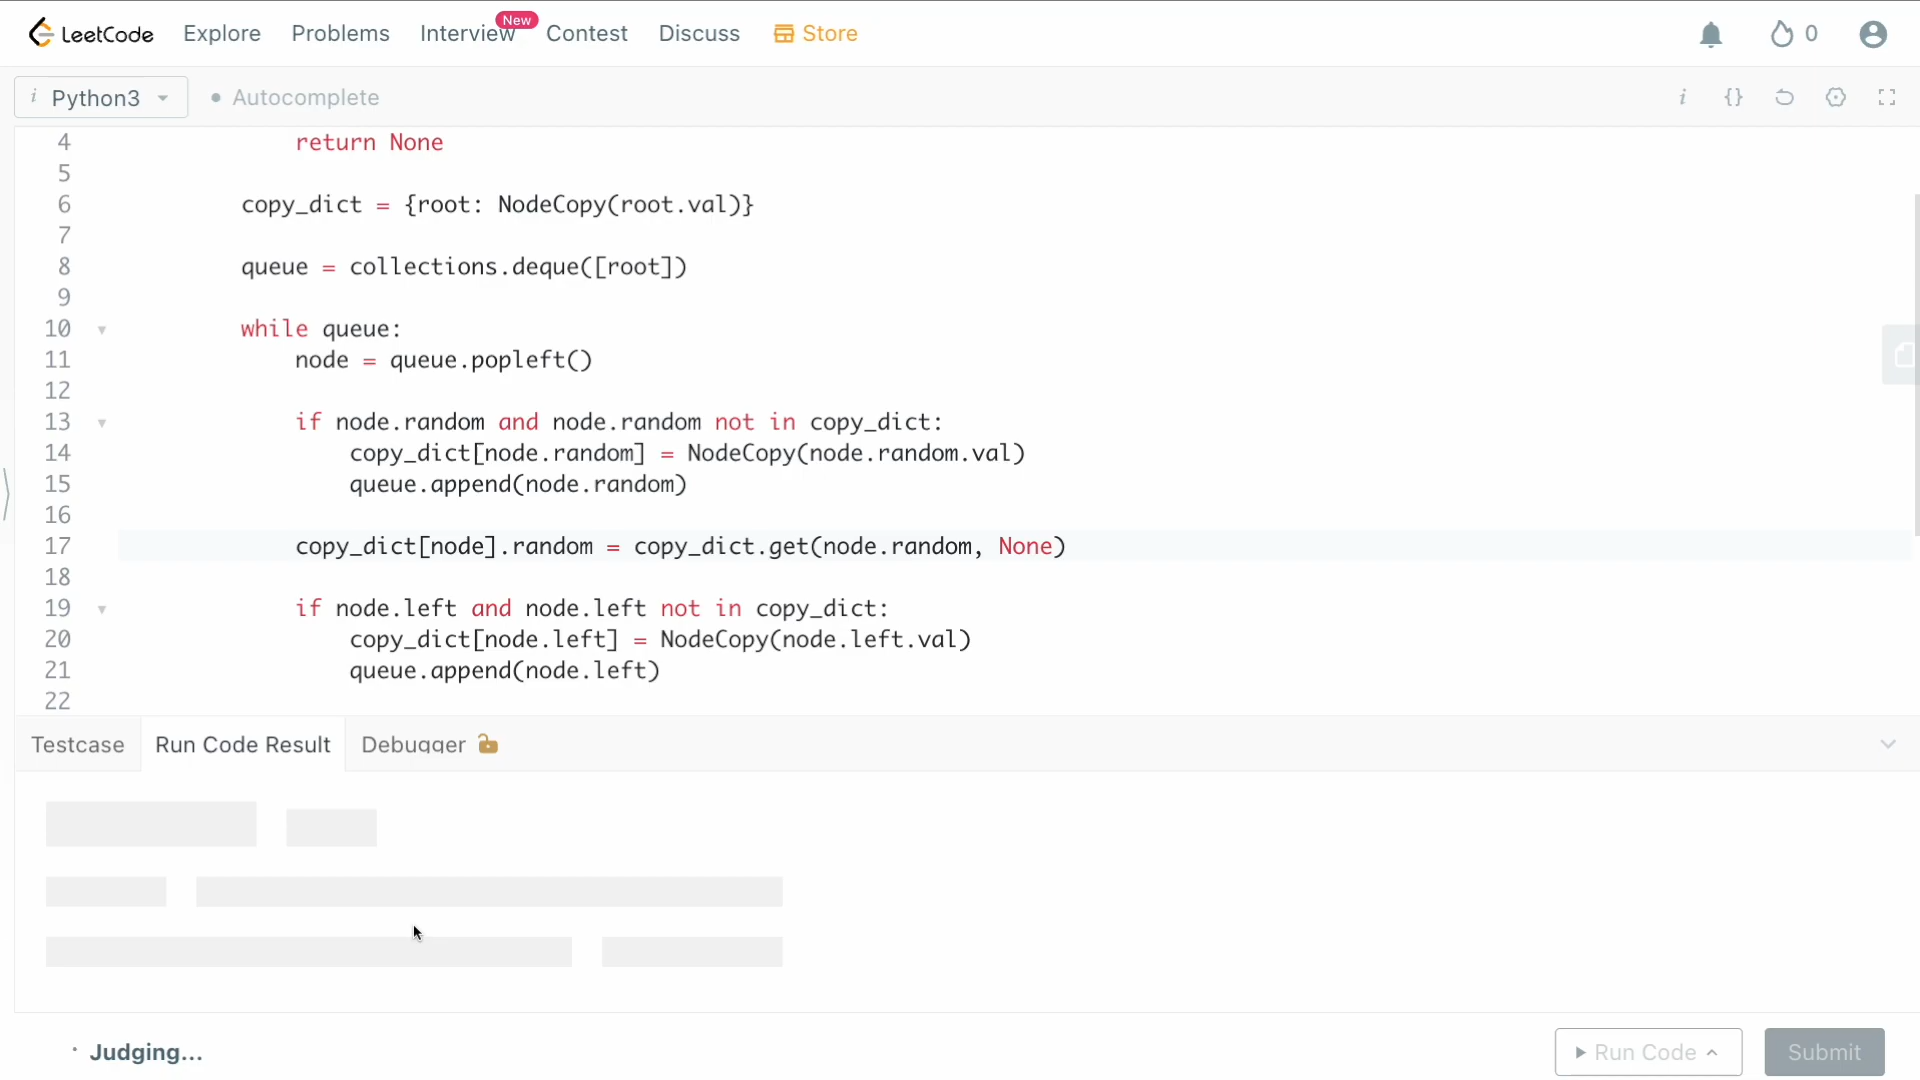 LeetCode Explore Problems Interview New Contest Discuss Store 0
i Python3 Autocomplete i {}
4 return None
5
6 copy_dict = {root: NodeCopy(root.val)}
7
8 queue = collections.deque([root])
9
10 while queue:
11 node = queue.popleft()
12
13 if node.random and node.random not in copy_dict:
14 copy_dict[node.random] = NodeCopy(node.random.val)
15 queue.append(node.random)
16
17 copy_dict[node].random = copy_dict.get(node.random, None)
18
19 if node.left and node.left not in copy_dict:
20 copy_dict[node.left] = NodeCopy(node.left.val)
21 queue.append(node.left)
22
Testcase Run Code Result Debugger
Judging... Run Code Submit